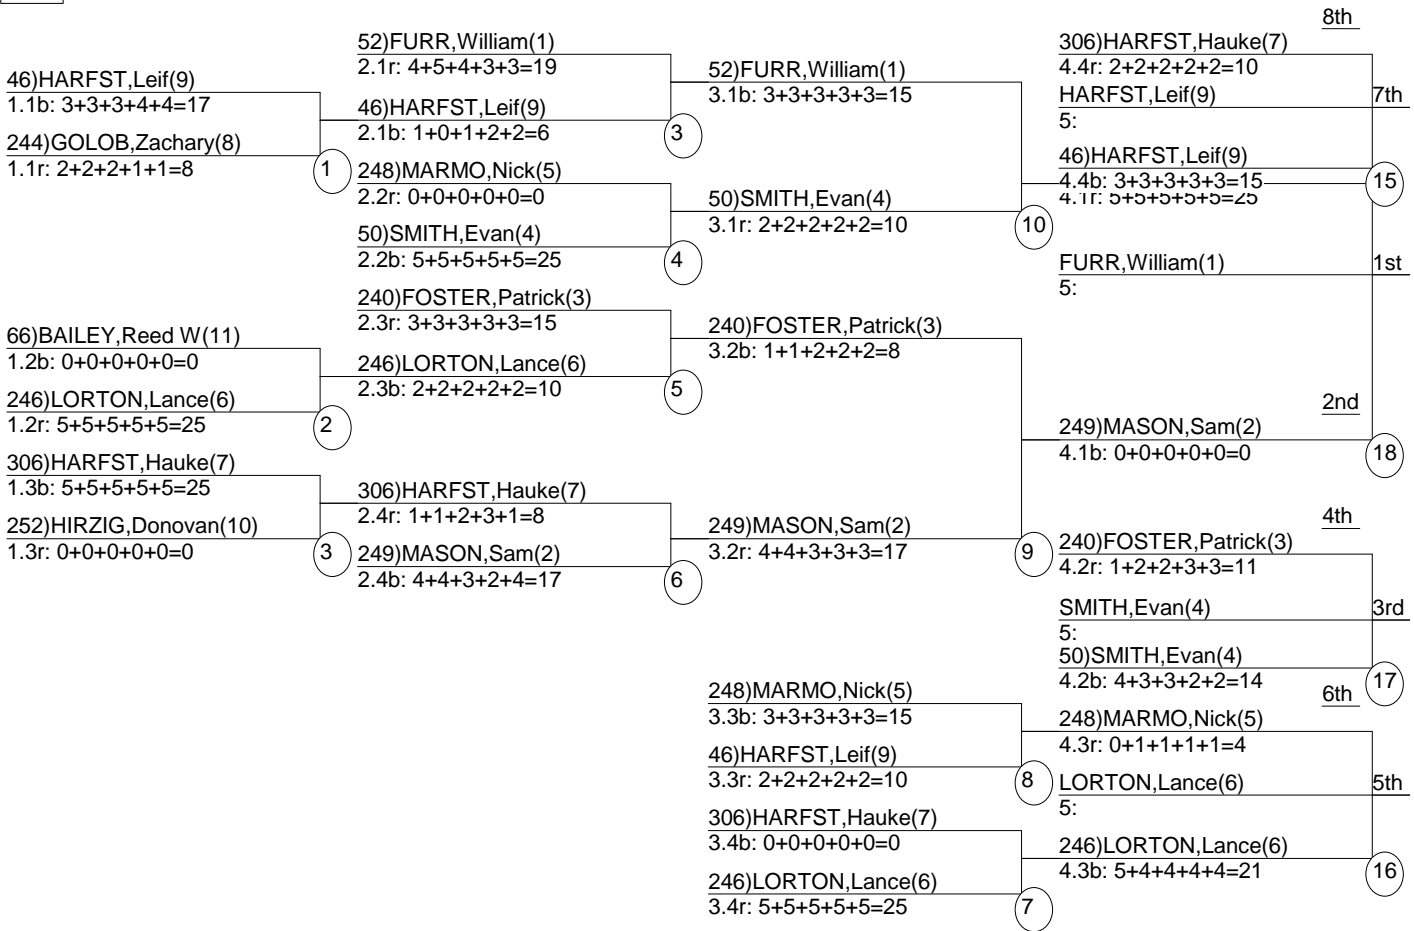 46)HARFST,Leif(9)
1.1b: 3+3+3+4+4=17
244)GOLOB,Zachary(8)
1.1r: 2+2+2+1+1=8
1
66)BAILEY,Reed W(11)
1.2b: 0+0+0+0+0=0
246)LORTON,Lance(6)
1.2r: 5+5+5+5+5=25
2
306)HARFST,Hauke(7)
1.3b: 5+5+5+5+5=25
252)HIRZIG,Donovan(10)
1.3r: 0+0+0+0+0=0
3
52)FURR,William(1)
2.1r: 4+5+4+3+3=19
46)HARFST,Leif(9)
2.1b: 1+0+1+2+2=6
3
248)MARMO,Nick(5)
2.2r: 0+0+0+0+0=0
50)SMITH,Evan(4)
2.2b: 5+5+5+5+5=25
4
240)FOSTER,Patrick(3)
2.3r: 3+3+3+3+3=15
246)LORTON,Lance(6)
2.3b: 2+2+2+2+2=10
5
306)HARFST,Hauke(7)
2.4r: 1+1+2+3+1=8
249)MASON,Sam(2)
2.4b: 4+4+3+2+4=17
6
52)FURR,William(1)
3.1b: 3+3+3+3+3=15
50)SMITH,Evan(4)
3.1r: 2+2+2+2+2=10
10
240)FOSTER,Patrick(3)
3.2b: 1+1+2+2+2=8
249)MASON,Sam(2)
3.2r: 4+4+3+3+3=17
9
248)MARMO,Nick(5)
3.3b: 3+3+3+3+3=15
46)HARFST,Leif(9)
3.3r: 2+2+2+2+2=10
8
306)HARFST,Hauke(7)
3.4b: 0+0+0+0+0=0
246)LORTON,Lance(6)
3.4r: 5+5+5+5+5=25
7
8th
306)HARFST,Hauke(7)
4.4r: 2+2+2+2+2=10
HARFST,Leif(9)
7th
5:
46)HARFST,Leif(9)
4.4b: 3+3+3+3+3=15
15
4.1r: 5+5+5+5+5=25
FURR,William(1)
1st
5:
2nd
249)MASON,Sam(2)
4.1b: 0+0+0+0+0=0
18
4th
240)FOSTER,Patrick(3)
4.2r: 1+2+2+3+3=11
SMITH,Evan(4)
3rd
5:
50)SMITH,Evan(4)
4.2b: 4+3+3+2+2=14
17
6th
248)MARMO,Nick(5)
4.3r: 0+1+1+1+1=4
LORTON,Lance(6)
5th
5:
246)LORTON,Lance(6)
4.3b: 5+4+4+4+4=21
16